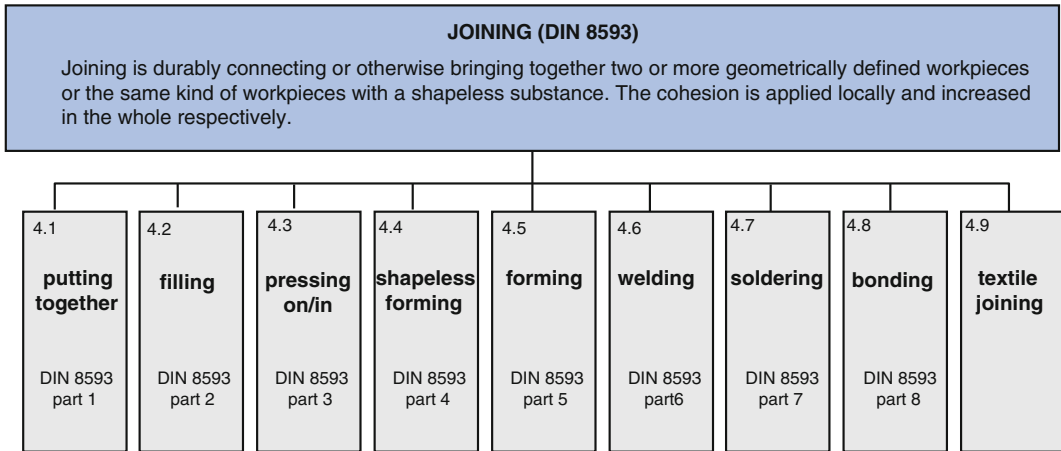 JOINING (DIN 8593)
Joining is durably connecting or otherwise bringing together two or more geometrically defined workpieces
or the same kind of workpieces with a shapeless substance. The cohesion is applied locally and increased
in the whole respectively.
4.1
putting
together
DIN 8593
part 1
4.2
filling
DIN 8593
part 2
4.3
pressing
on/in
DIN 8593
part 3
4.4
shapeless
forming
DIN 8593
part 4
4.5
forming
DIN 8593
part 5
4.6
welding
DIN 8593
part6
4.7
soldering
DIN 8593
part 7
4.8
bonding
DIN 8593
part 8
4.9
textile
joining